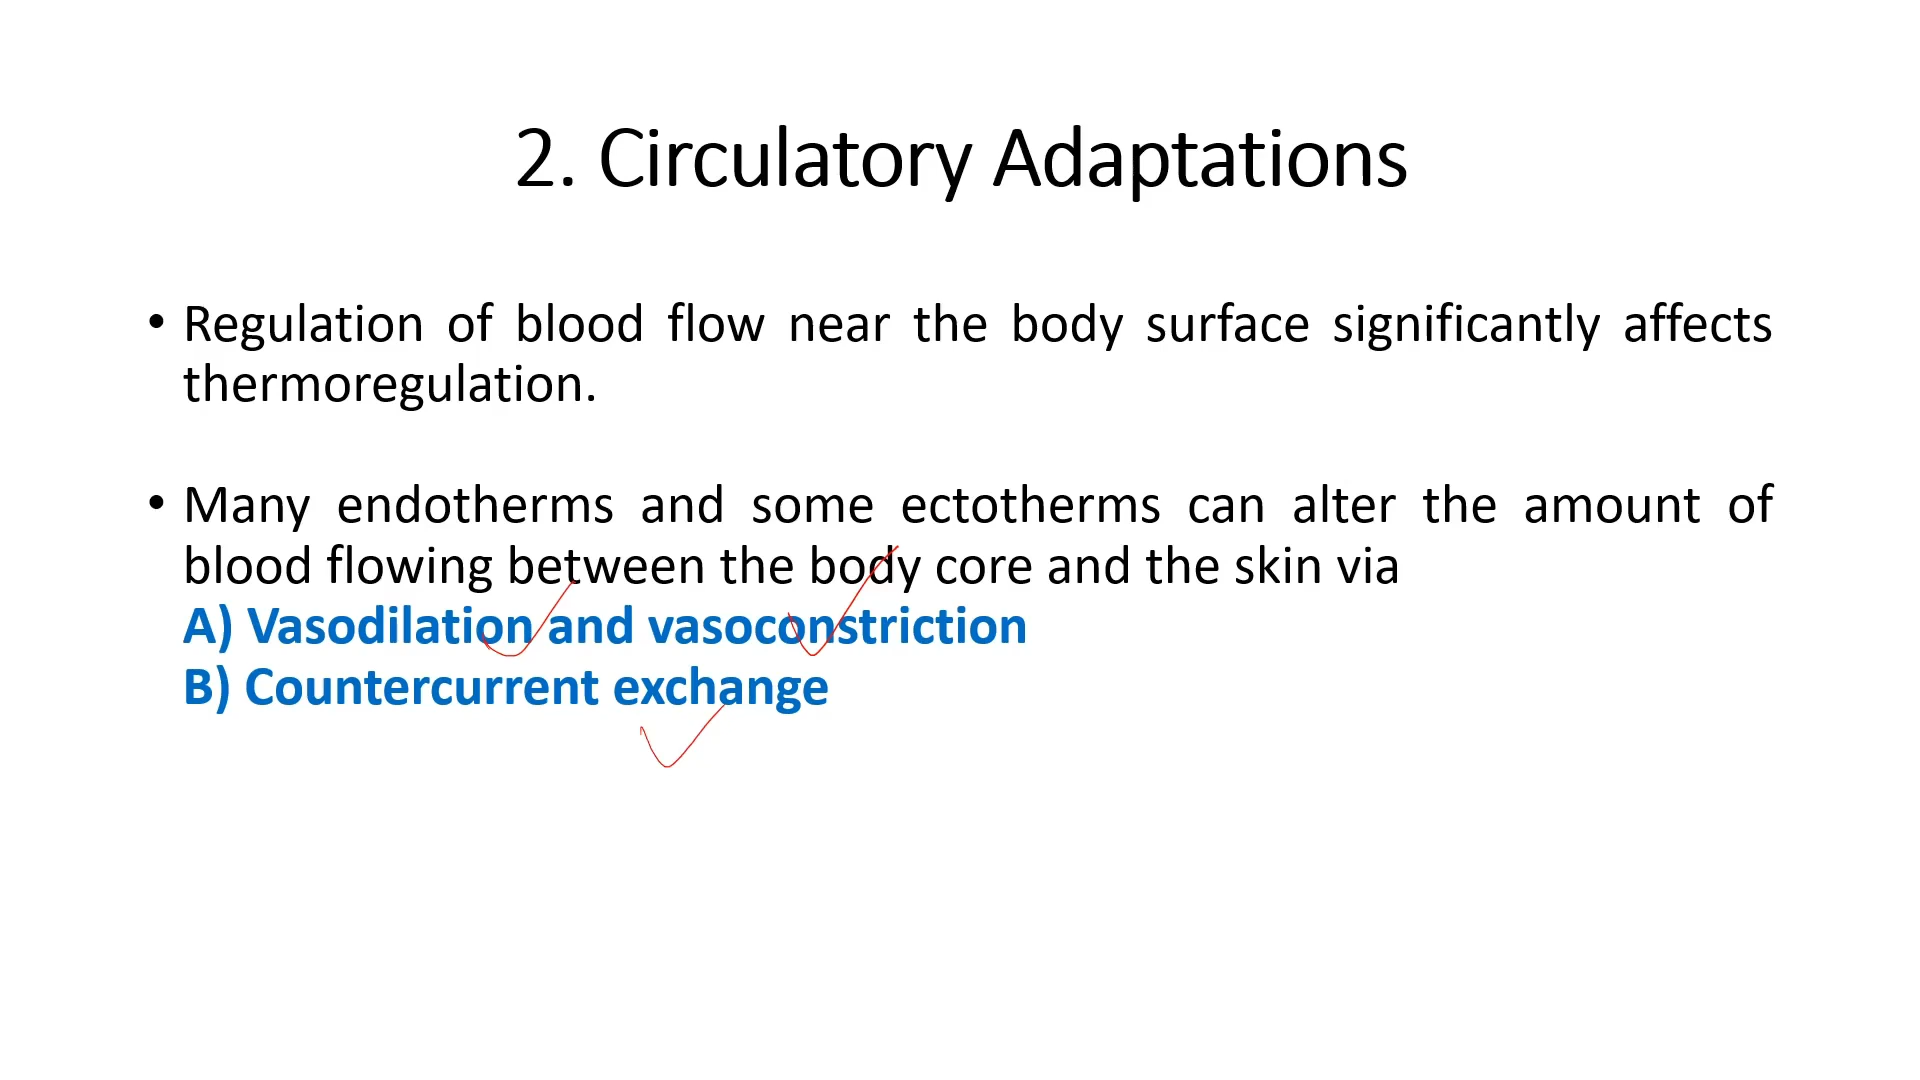 2. Circulatory Adaptations
• Regulation of blood flow near the body surface significantly affects
thermoregulation.
• Many endotherms and some ectotherms can alter the amount of
blood flowing between the body core and the skin via
A) Vasodilation and vasoconstriction
B) Countercurrent exchange